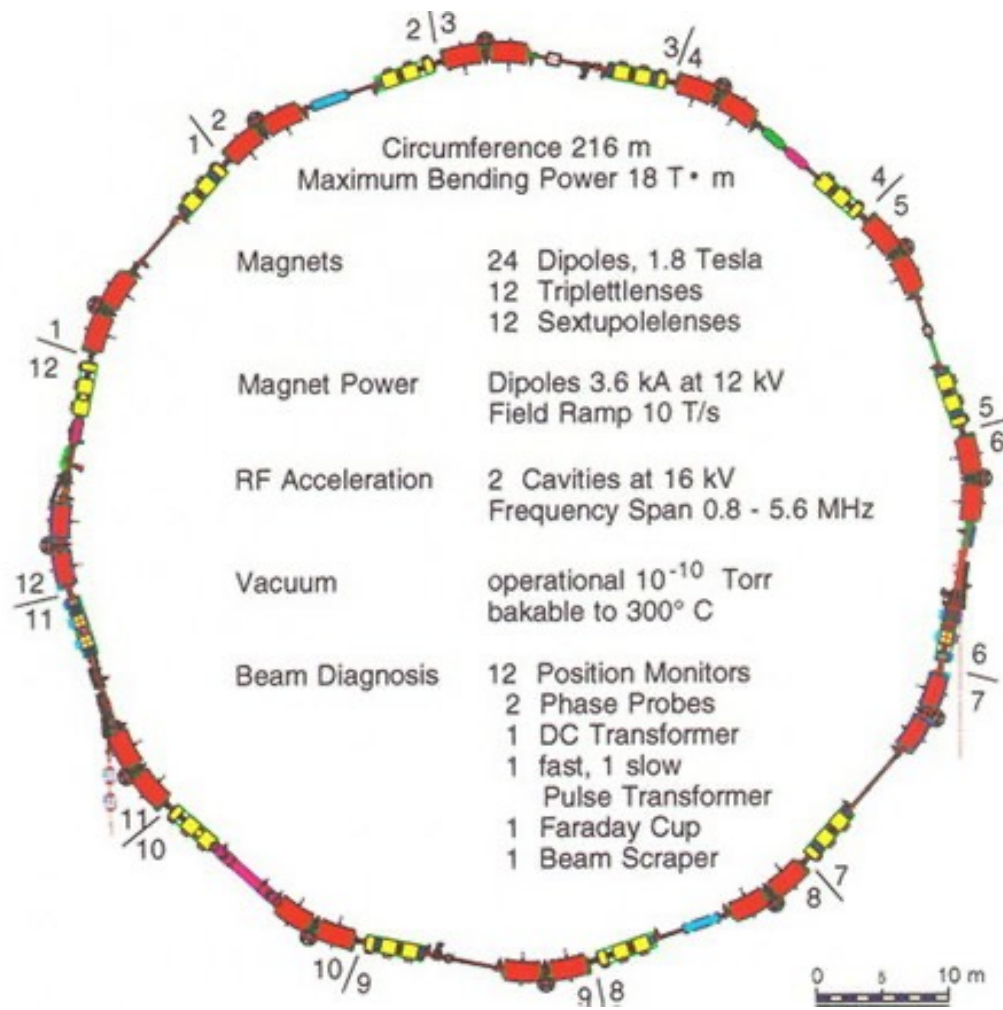 2 3
3 4
1 2
Circumference 216 m
Maximum Bending Power 18 T • m
4 5
Magnets 24 Dipoles, 1.8 Tesla
12 Triplettlenses
12 Sextupolelenses
1 12
Magnet Power Dipoles 3.6 kA at 12 kV
Field Ramp 10 T/s
5 6
RF Acceleration 2 Cavities at 16 kV
Frequency Span 0.8 - 5.6 MHz
Vacuum operational 10⁻¹⁰ Torr
bakable to 300° C
12 11
Beam Diagnosis 12 Position Monitors
6 7
2 Phase Probes
1 DC Transformer
1 fast, 1 slow
Pulse Transformer
1 Faraday Cup
1 Beam Scraper
11 10
8 7
10 9
9 8
0 5 10 m